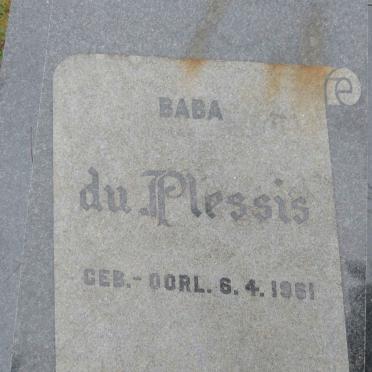 BABA
du Plessis
GEB.-OORL. 6.4.1961